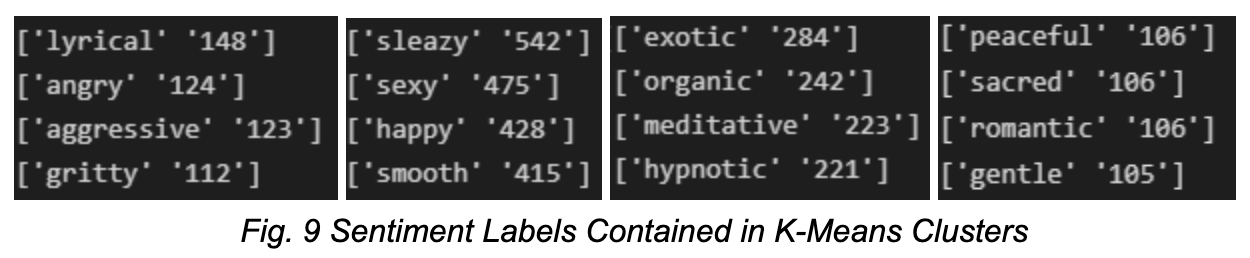 ['lyrical' '148']
['angry' '124']
['aggressive' '123']
['gritty' '112']
['sleazy' '542']
['sexy' '475']
['happy' '428']
['smooth' '415']
['exotic' '284']
['organic' '242']
['meditative' '223']
['hypnotic' '221']
['peaceful' '106']
['sacred' '106']
['romantic' '106']
['gentle' '105']
Fig. 9 Sentiment Labels Contained in K-Means Clusters